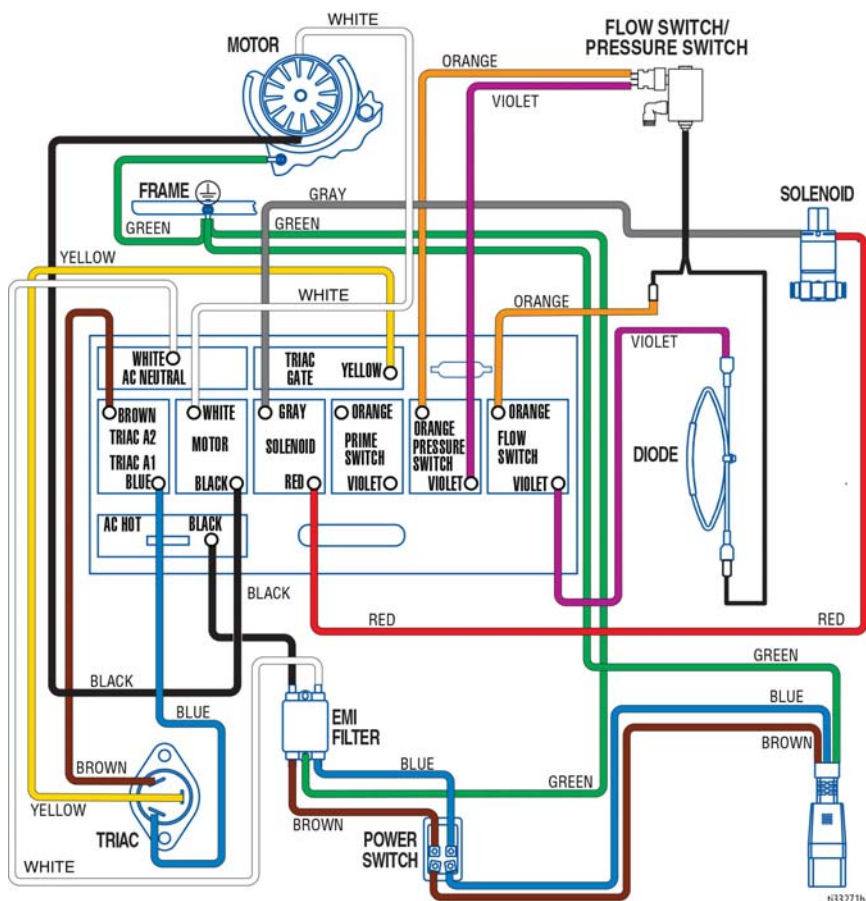 WHITE
MOTOR
FLOW SWITCH/
PRESSURE SWITCH
ORANGE
VIOLET
FRAME
GRAY
SOLENOID
GREEN
GREEN
YELLOW
WHITE
ORANGE
VIOLET
WHITE
AC NEUTRAL
TRIAC
GATE
YELLOW
BROWN
TRIAC A2
TRIAC A1
BLUE
WHITE
MOTOR
BLACK
GRAY
SOLENOID
RED
ORANGE
PRIME
SWITCH
VIOLET
ORANGE
PRESSURE
SWITCH
VIOLET
ORANGE
FLOW
SWITCH
VIOLET
DIODE
AC HOT
BLACK
BLACK
RED
RED
GREEN
BLACK
BLUE
EMI
FILTER
BLUE
BROWN
BLUE
BROWN
GREEN
YELLOW
TRIAC
BROWN
POWER
SWITCH
WHITE
ti33271b